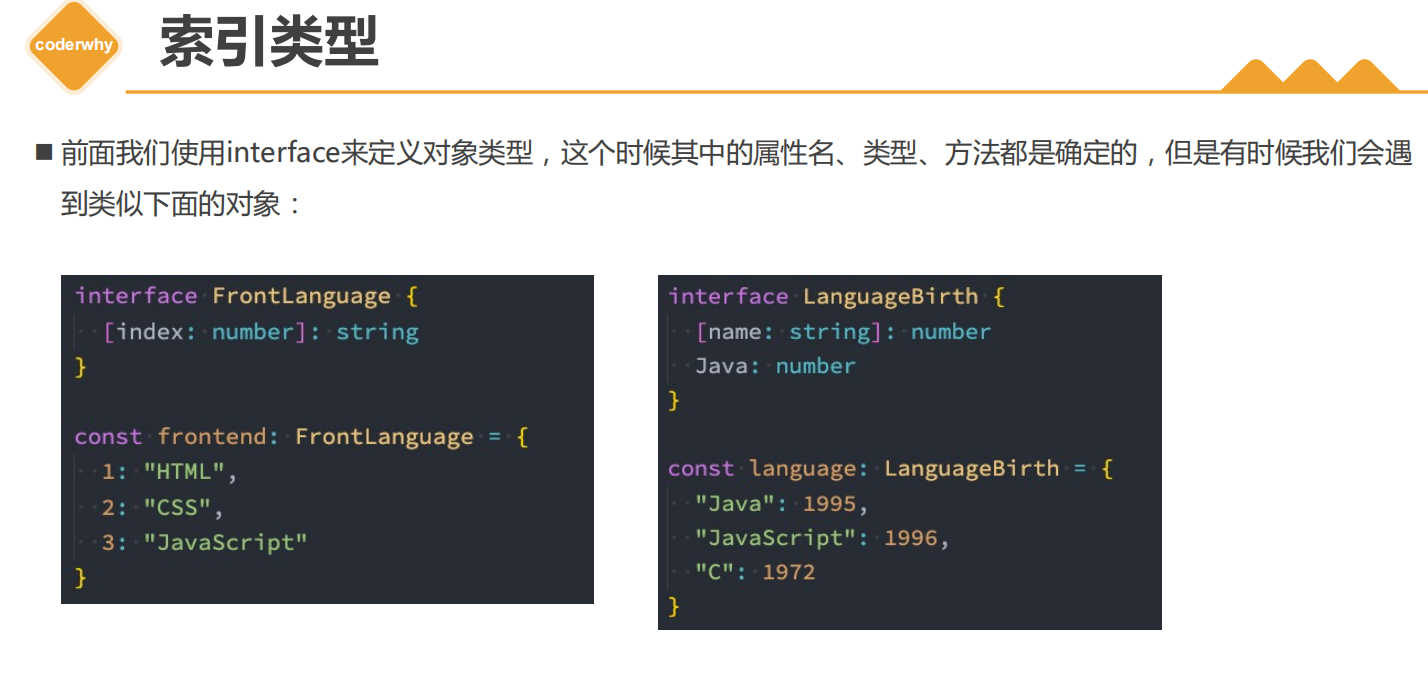 coderwhy
索引类型
■ 前面我们使用interface来定义对象类型，这个时候其中的属性名、类型、方法都是确定的，但是有时候我们会遇
到类似下面的对象：
interface FrontLanguage {
[index: number]: string
}
const frontend: FrontLanguage = {
1: "HTML",
2: "CSS",
3: "JavaScript"
}
interface LanguageBirth {
[name: string]: number
Java: number
}
const language: LanguageBirth = {
"Java": 1995,
"JavaScript": 1996,
"C": 1972
}